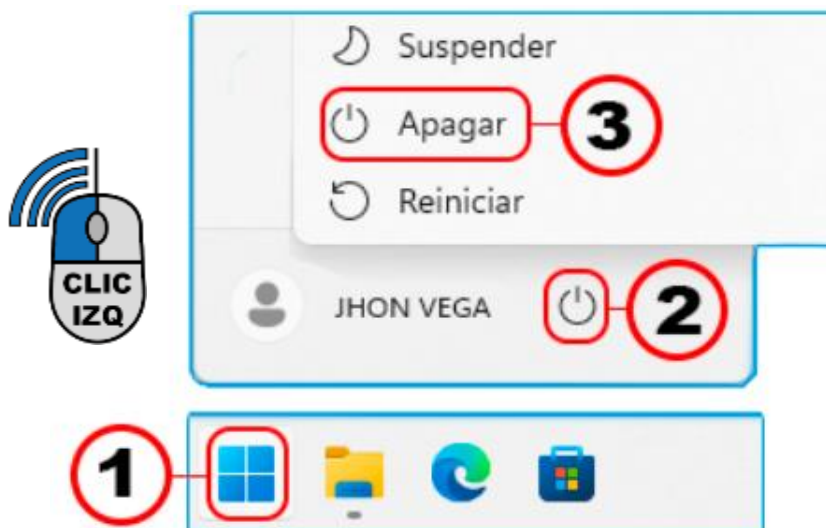 Suspender
Apagar
3
Reiniciar
CLIC
IZQ
JHON VEGA
2
1